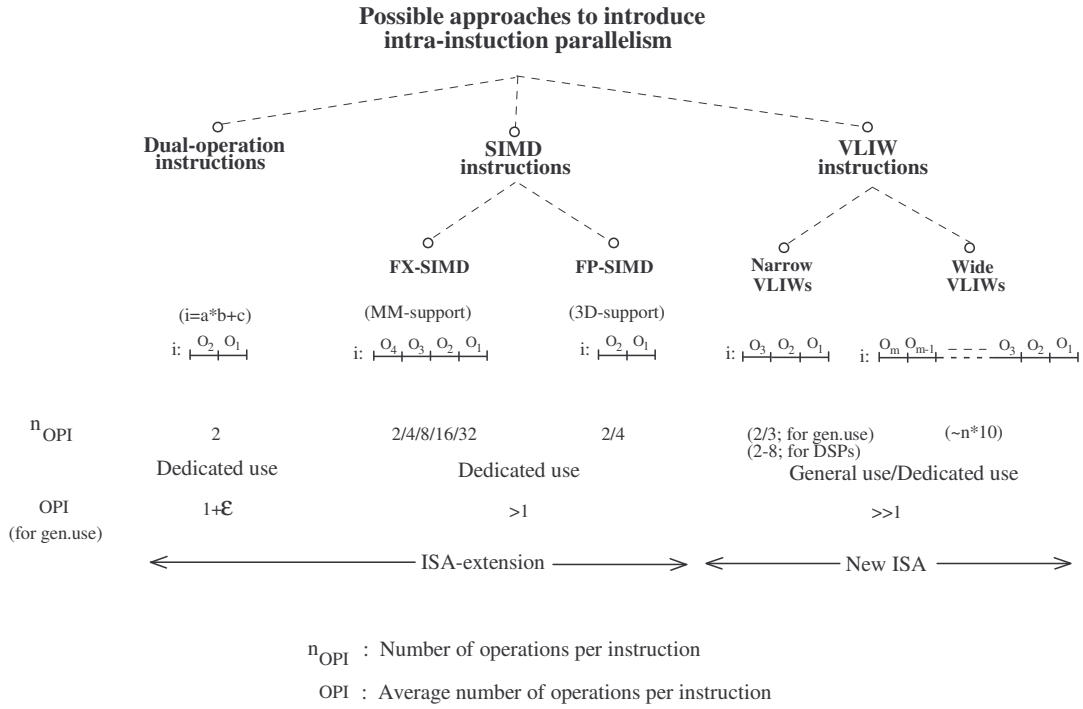 Possible approaches to introduce
intra-instuction parallelism
Dual-operation
instructions
SIMD
instructions
VLIW
instructions
FX-SIMD
FP-SIMD
Narrow
VLIWs
Wide
VLIWs
(i=a*b+c)
(MM-support)
(3D-support)
i: O2 O1
i: O4 O3 O2 O1
i: O2 O1
i: O3 O2 O1
i: Om Om-1 O3 O2 O1
nOPI
2
2/4/8/16/32
2/4
(2/3; for gen.use)
(2-8; for DSPs)
(~n*10)
Dedicated use
Dedicated use
General use/Dedicated use
OPI
(for gen.use)
1+ε
>1
>>1
ISA-extension
New ISA
nOPI : Number of operations per instruction
OPI : Average number of operations per instruction